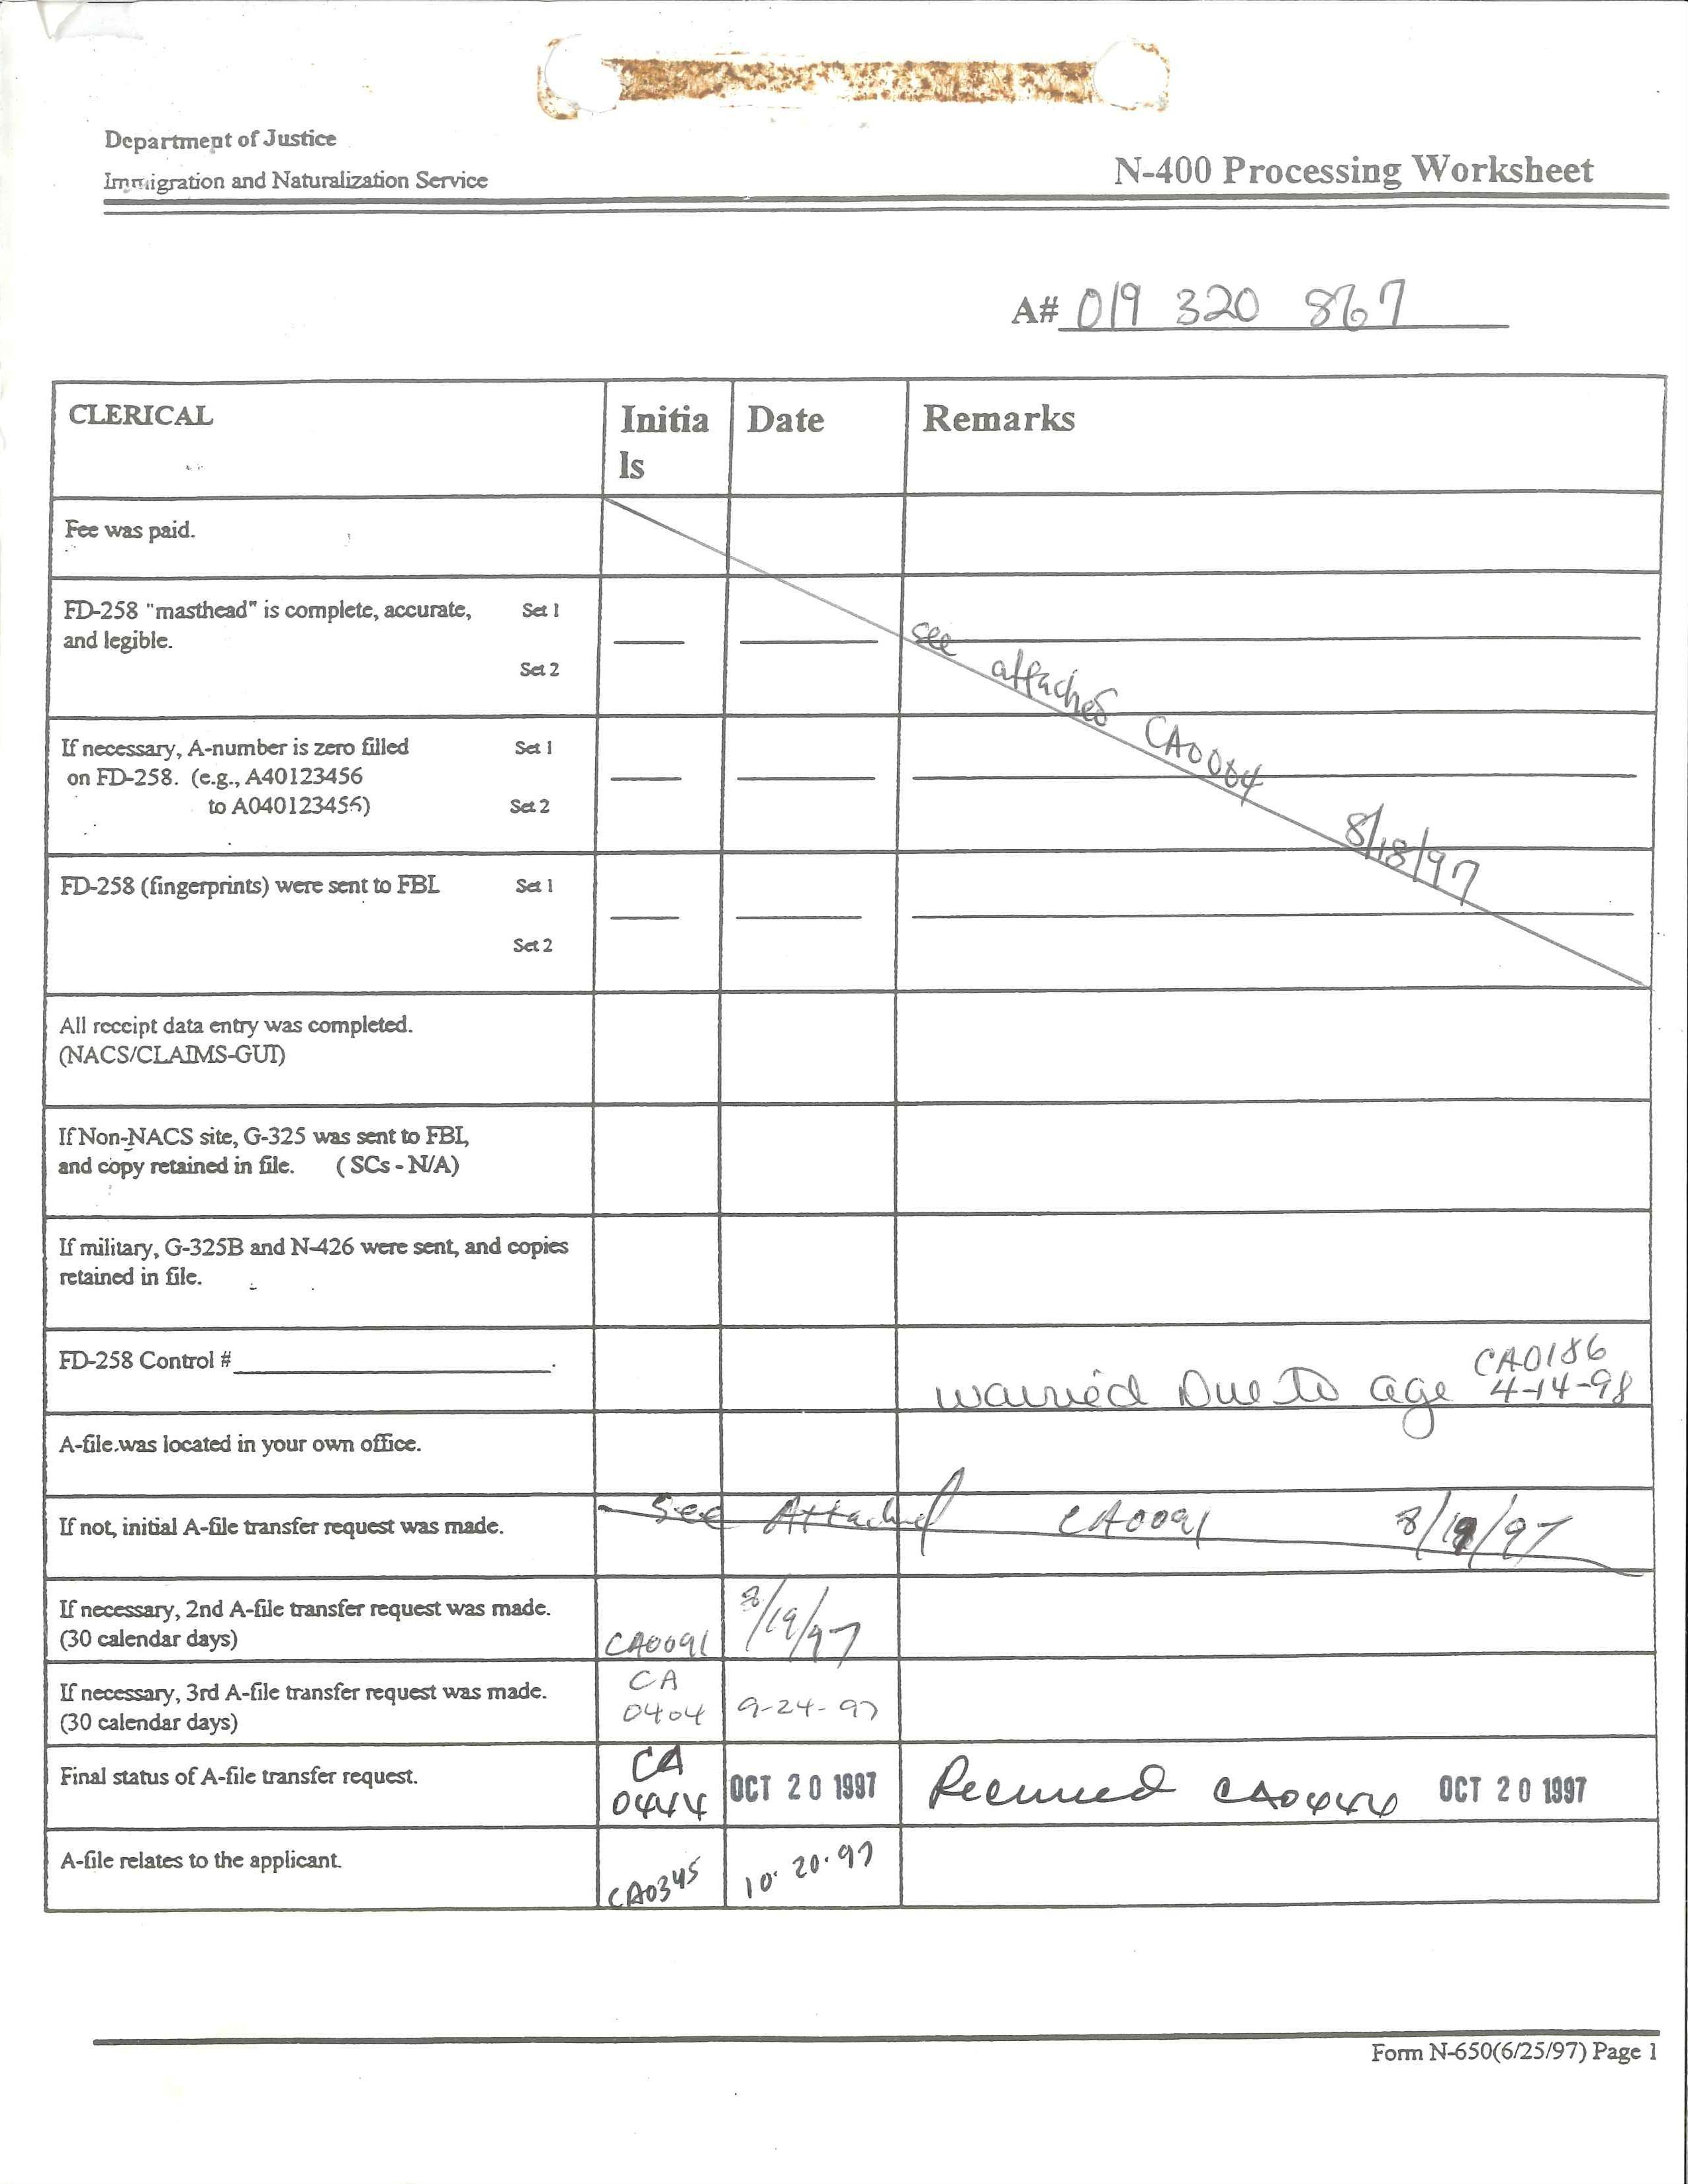 Department of Justice
Immigration and Naturalization Service
N-400 Processing Worksheet
A# 019 320 867
CLERICAL
Initia
ls
Date
Remarks
Fee was paid.
FD-258 "masthead" is complete, accurate, Set 1
and legible.
Set 2
see attached CA0064 8/18/97
If necessary, A-number is zero filled Set 1
on FD-258. (e.g., A40123456
to A040123456) Set 2
FD-258 (fingerprints) were sent to FBI. Set 1
Set 2
All receipt data entry was completed.
(NACS/CLAIMS-GUI)
If Non-NACS site, G-325 was sent to FBI,
and copy retained in file. ( SCs - N/A)
If military, G-325B and N-426 were sent, and copies
retained in file.
FD-258 Control #
CA0186
waived Due To age 4-14-98
A-file was located in your own office.
If not, initial A-file transfer request was made. See Attached CA0091 8/19/97
If necessary, 2nd A-file transfer request was made.
(30 calendar days) CA0091 8/19/97
If necessary, 3rd A-file transfer request was made.
(30 calendar days) CA 0404 9-24-97
Final status of A-file transfer request. CA 0444 OCT 20 1997 Received CA0444 OCT 20 1997
A-file relates to the applicant. CA0345 10-20-97
Form N-650(6/25/97) Page 1